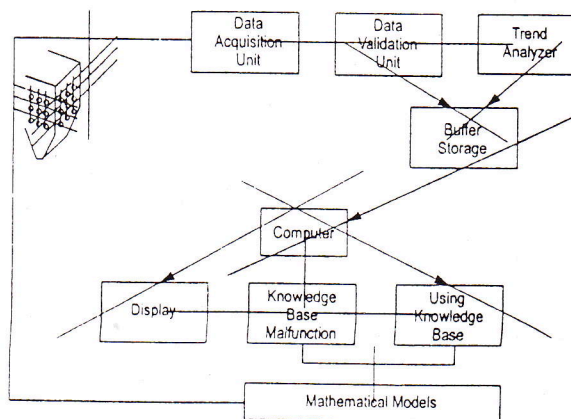 Data
Acquisition
Unit
Data
Validation
Unit
Trend
Analyzer
Buffer
Storage
Computer
Display
Knowledge
Base
Malfunction
Using
Knowledge
Base
Mathematical Models